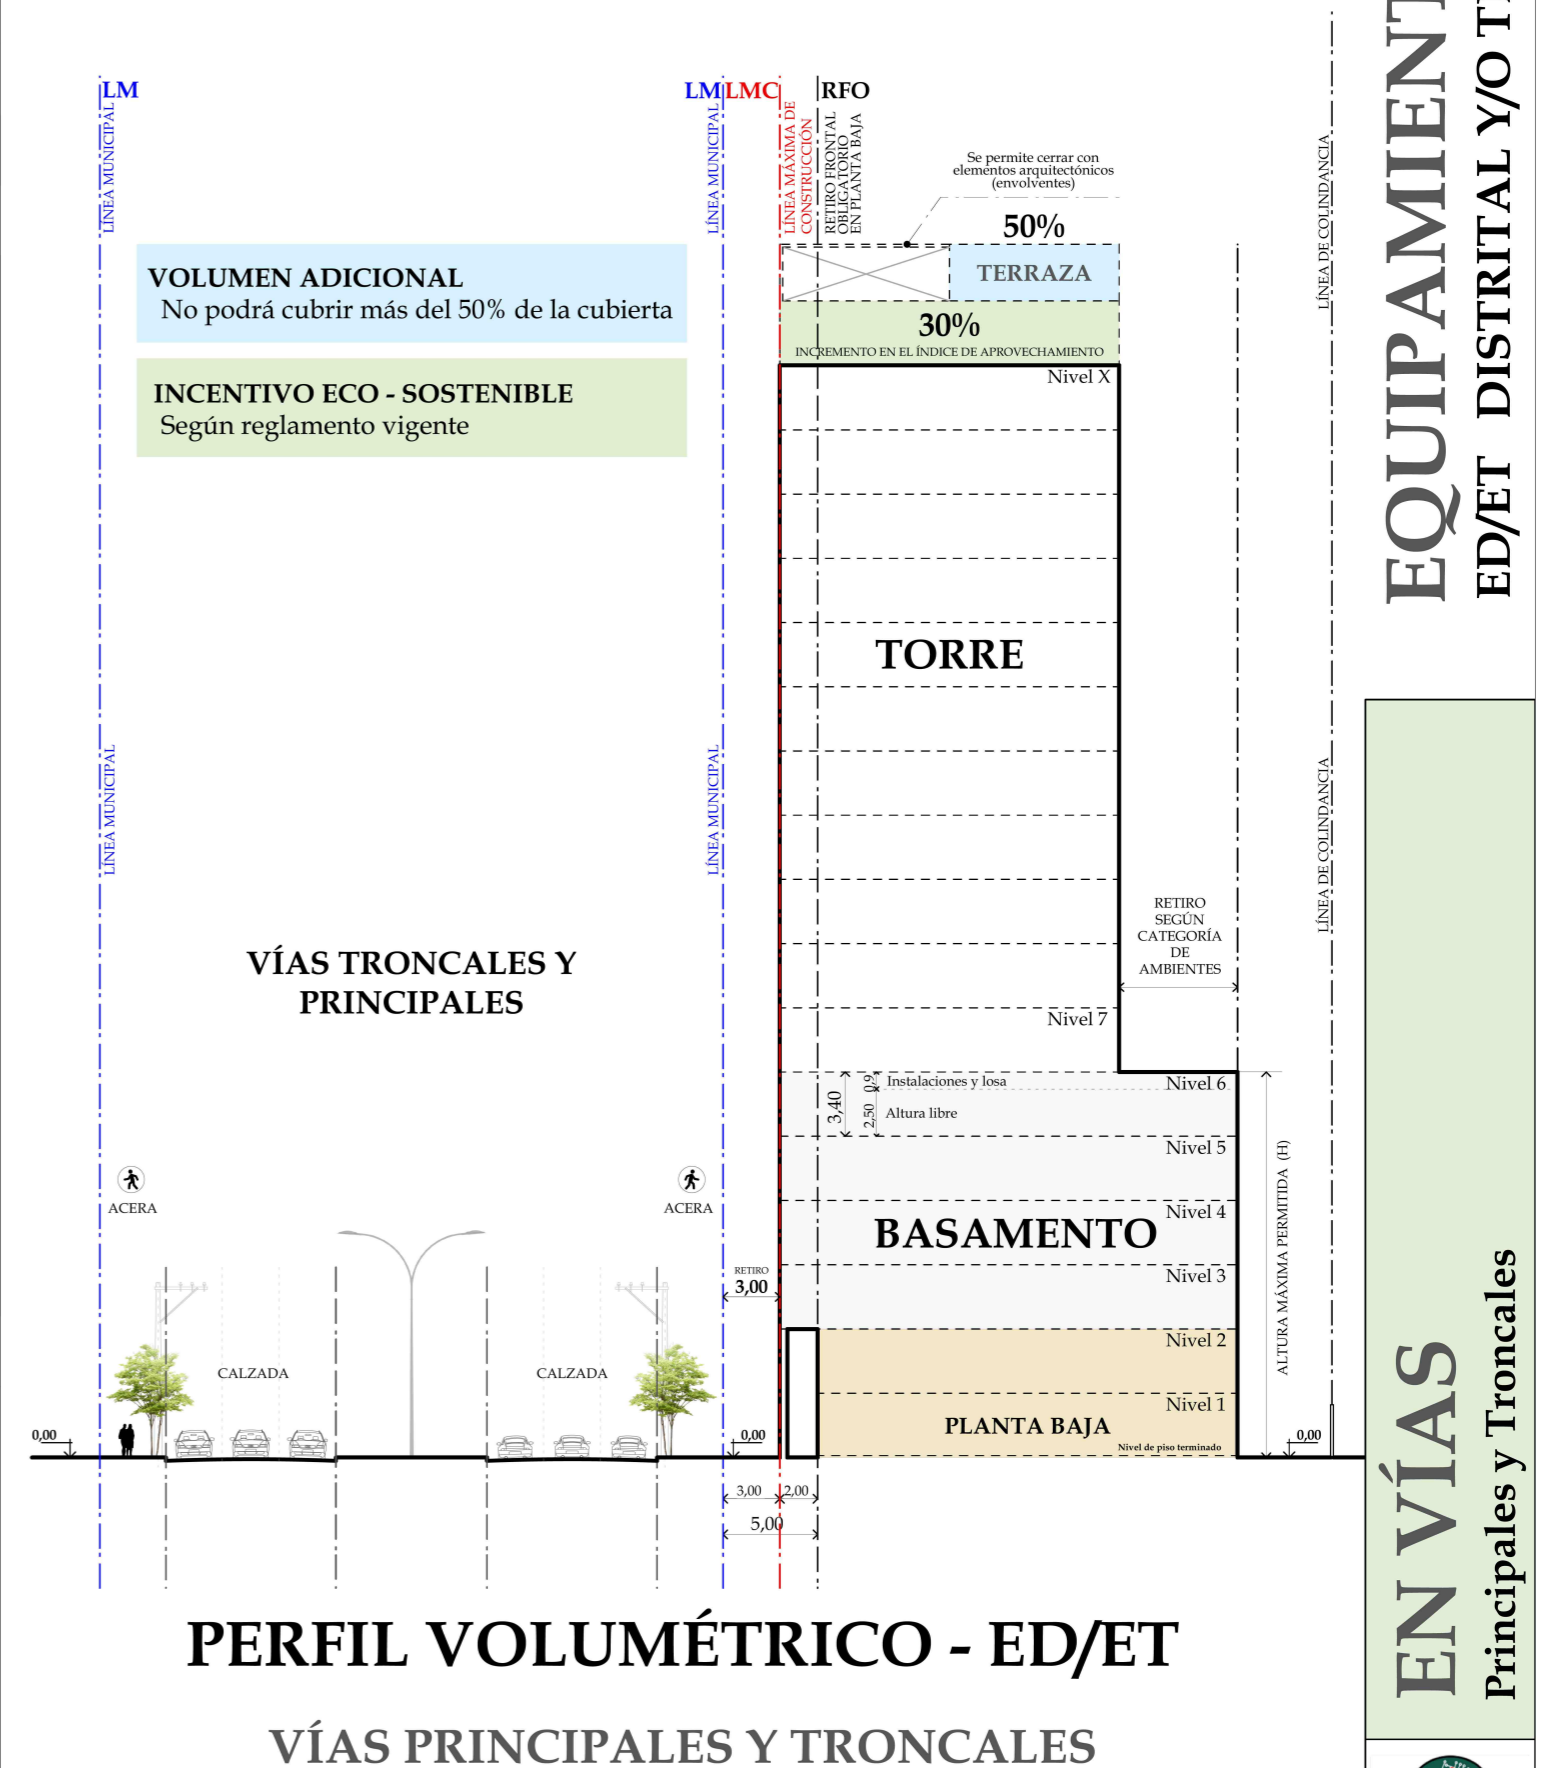 LM
LÍNEA MUNICIPAL
LM
LÍNEA MUNICIPAL
LMC
LÍNEA MÁXIMA DE
CONSTRUCCIÓN
RFO
RETIRO FRONTAL
OBLIGATORIO
EN PLANTA BAJA
Se permite cerrar con
elementos arquitectónicos
(envolventes)
50%
TERRAZA
30%
INCREMENTO EN EL ÍNDICE DE APROVECHAMIENTO
VOLUMEN ADICIONAL
No podrá cubrir más del 50% de la cubierta
INCENTIVO ECO - SOSTENIBLE
Según reglamento vigente
LÍNEA DE COLINDANCIA
ED/ET DISTRITAL Y/O
Nivel X
TORRE
LÍNEA MUNICIPAL
LÍNEA MUNICIPAL
LÍNEA DE COLINDANCIA
VÍAS TRONCALES Y
PRINCIPALES
RETIRO
SEGÚN
CATEGORÍA
DE
AMBIENTES
Nivel 7
3,40
0,9
Instalaciones y losa
2,50
Altura libre
Nivel 6
Nivel 5
Nivel 4
BASAMENTO
Nivel 3
Nivel 2
Nivel 1
PLANTA BAJA
Nivel de piso terminado
ALTURA MÁXIMA PERMITIDA (H)
ACERA
ACERA
RETIRO
3,00
CALZADA
CALZADA
0,00
0,00
0,00
3,00
2,00
5,00
EN VÍAS
Principales y Troncales
PERFIL VOLUMÉTRICO - ED/ET
VÍAS PRINCIPALES Y TRONCALES